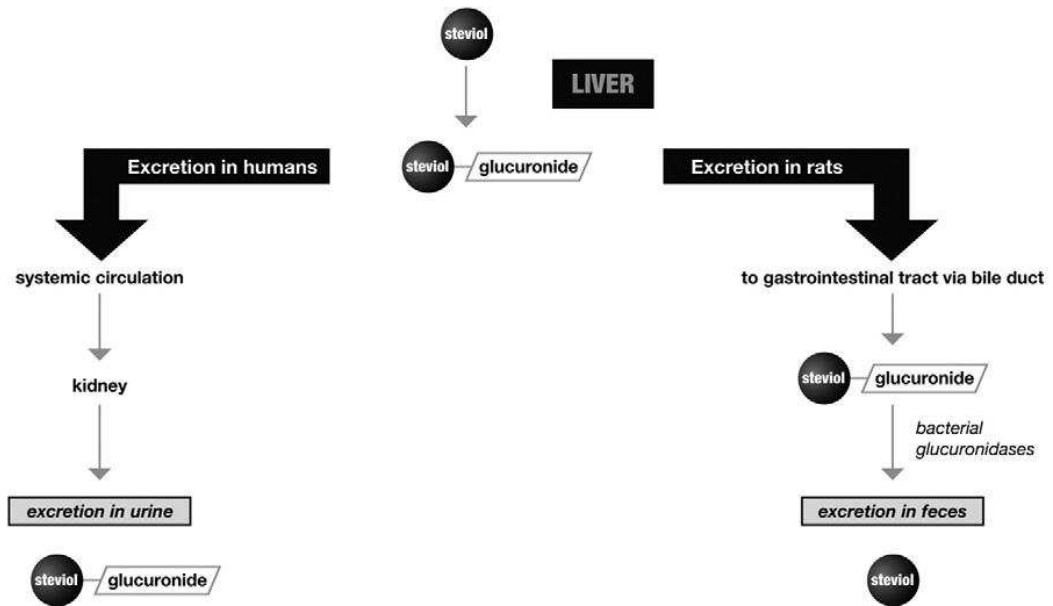 steviol
LIVER
steviol
glucuronide
Excretion in humans
Excretion in rats
systemic circulation
to gastrointestinal tract via bile duct
kidney
steviol
glucuronide
bacterial
glucuronidases
excretion in urine
excretion in feces
steviol
glucuronide
steviol